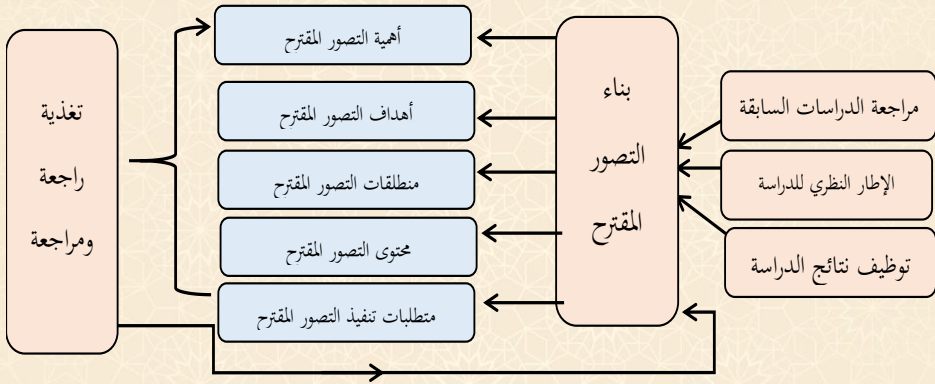 مراجعة الدراسات السابقة
الإطار النظري للدراسة
توظيف نتائج الدراسة
بناء
التصور
المقترح
أهمية التصور المقترح
أهداف التصور المقترح
منطلقات التصور المقترح
محتوى التصور المقترح
متطلبات تنفيذ التصور المقترح
تغذية
راجعة
ومراجعة